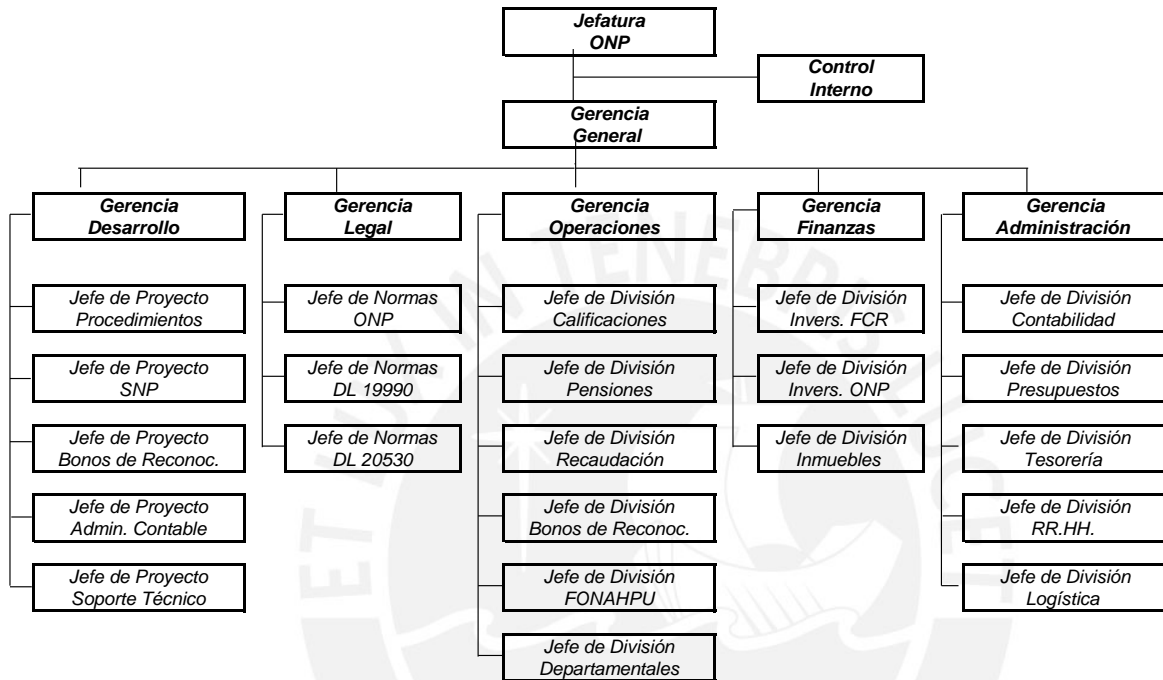 Jefatura
ONP
Control
Interno
Gerencia
General
Gerencia
Desarrollo
Gerencia
Legal
Gerencia
Operaciones
Gerencia
Finanzas
Gerencia
Administración
Jefe de Proyecto
Procedimientos
Jefe de Proyecto
SNP
Jefe de Proyecto
Bonos de Reconoc.
Jefe de Proyecto
Admin. Contable
Jefe de Proyecto
Soporte Técnico
Jefe de Normas
ONP
Jefe de Normas
DL 19990
Jefe de Normas
DL 20530
Jefe de División
Calificaciones
Jefe de División
Pensiones
Jefe de División
Recaudación
Jefe de División
Bonos de Reconoc.
Jefe de División
FONAHPU
Jefe de División
Departamentales
Jefe de División
Invers. FCR
Jefe de División
Invers. ONP
Jefe de División
Inmuebles
Jefe de División
Contabilidad
Jefe de División
Presupuestos
Jefe de División
Tesorería
Jefe de División
RR.HH.
Jefe de División
Logística
ET LUX IN TENEBRIS LUCET